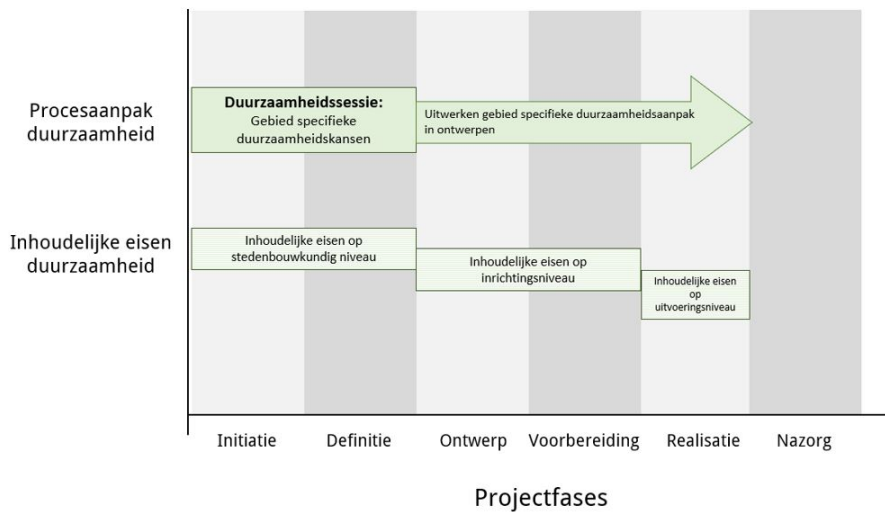 Procesaanpak
duurzaamheid
Duurzaamheidssessie:
Gebied specifieke
duurzaamheidskansen
Uitwerken gebied specifieke duurzaamheidsaanpak
in ontwerpen
Inhoudelijke eisen
duurzaamheid
Inhoudelijke eisen op
stedenbouwkundig niveau
Inhoudelijke eisen op
inrichtingsniveau
Inhoudelijke eisen
op
uitvoeringsniveau
Initiatie Definitie Ontwerp Voorbereiding Realisatie Nazorg
Projectfases